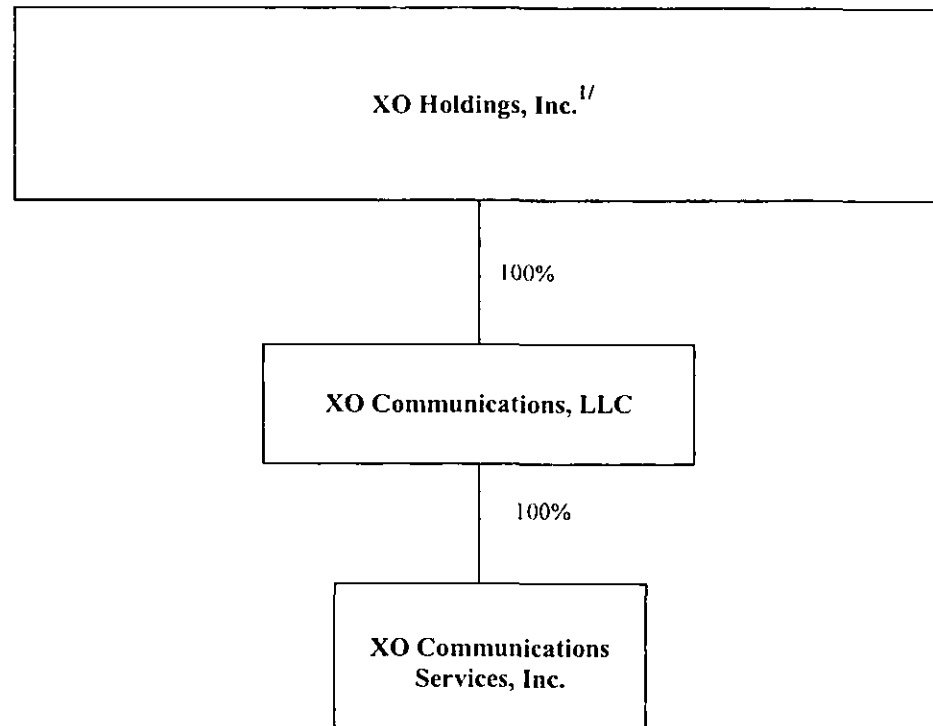 XO Holdings, Inc.1/
100%
XO Communications, LLC
100%
XO Communications
Services, Inc.